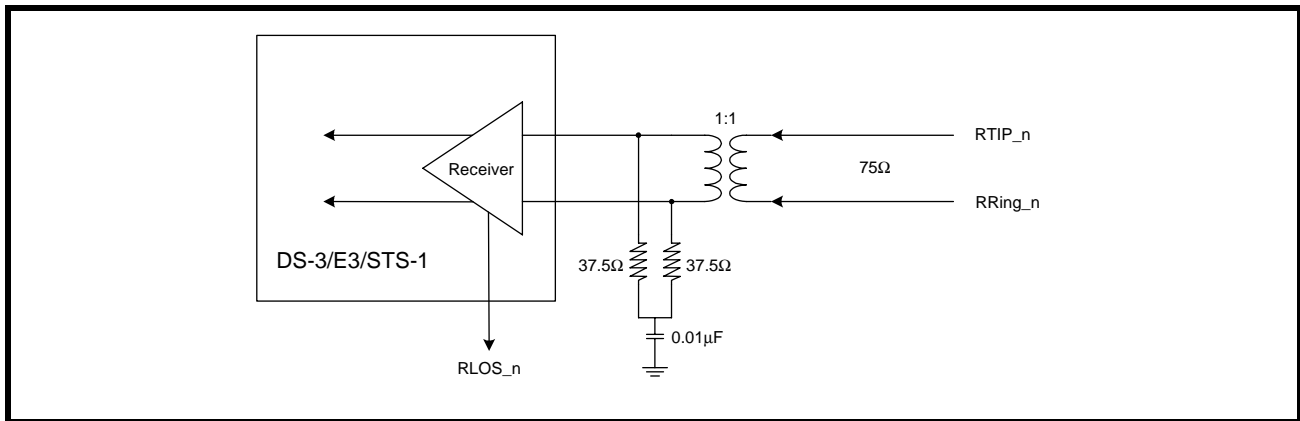 1:1
RTIP_n
Receiver
75Ω
RRing_n
DS-3/E3/STS-1
37.5Ω
37.5Ω
0.01μF
RLOS_n